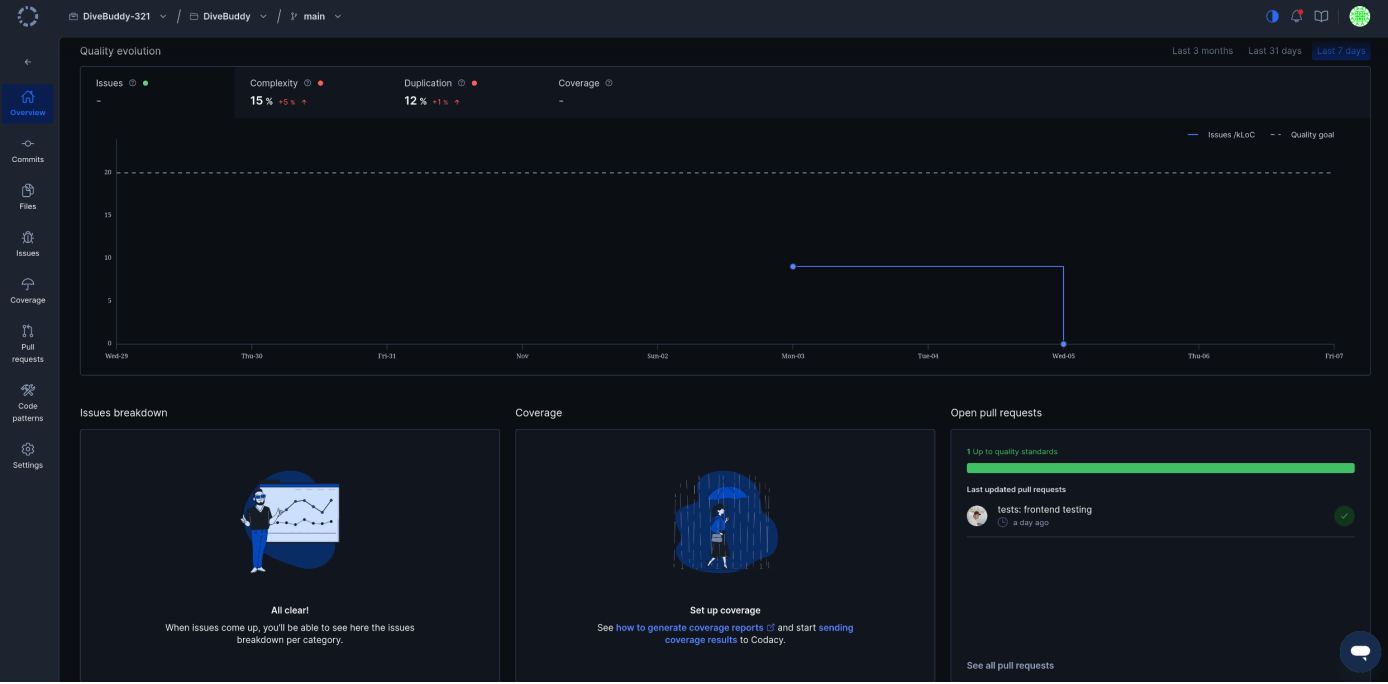 DiveBuddy-321 / DiveBuddy / main
Quality evolution
Last 3 months Last 31 days Last 7 days
Issues
-
Complexity
15 % +5 % ↑
Duplication
12 % +1 % ↑
Coverage
-
Issues /kLoC
Quality goal
20
15
10
5
0
Wed-29 Thu-30 Fri-31 Nov Sun-02 Mon-03 Tue-04 Wed-05 Thu-06 Fri-07
Overview
Commits
Files
Issues
Coverage
Pull
requests
Code
patterns
Settings
Issues breakdown
All clear!
When issues come up, you'll be able to see here the issues
breakdown per category.
Coverage
Set up coverage
See how to generate coverage reports and start sending
coverage results to Codacy.
Open pull requests
1 Up to quality standards
Last updated pull requests
tests: frontend testing
a day ago
See all pull requests